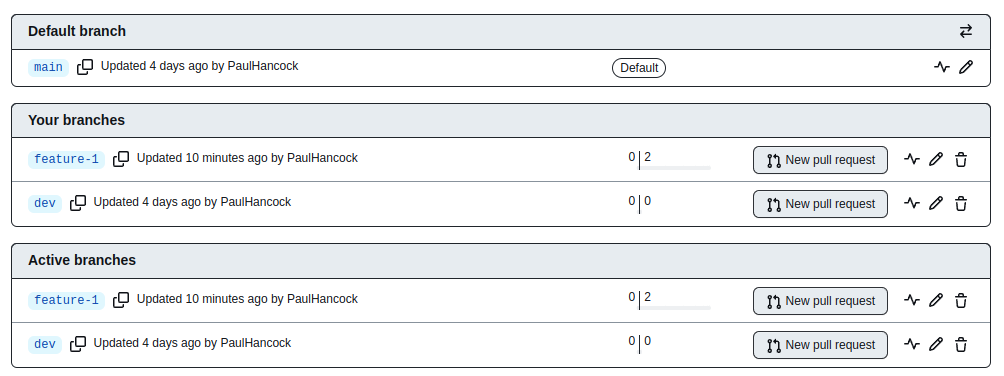 Default branch
main Updated 4 days ago by PaulHancock Default
Your branches
feature-1 Updated 10 minutes ago by PaulHancock 0 2 New pull request
dev Updated 4 days ago by PaulHancock 0 0 New pull request
Active branches
feature-1 Updated 10 minutes ago by PaulHancock 0 2 New pull request
dev Updated 4 days ago by PaulHancock 0 0 New pull request